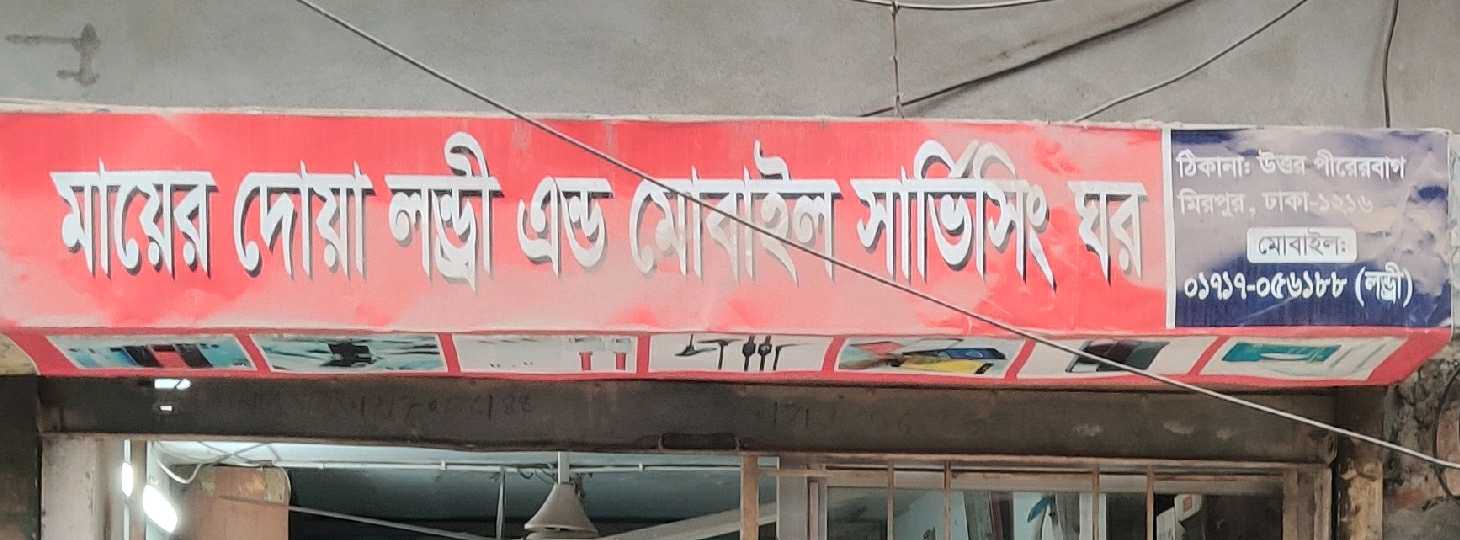 মায়ের দোয়া লন্ড্রী এন্ড মোবাইল সার্ভিসিং ঘর
ঠিকানা: উত্তর পীরেরবাগ
মিরপুর, ঢাকা-১২১৬
মোবাইল:
০১৭১৭-০৫৬১৮৮ (লন্ড্রী)